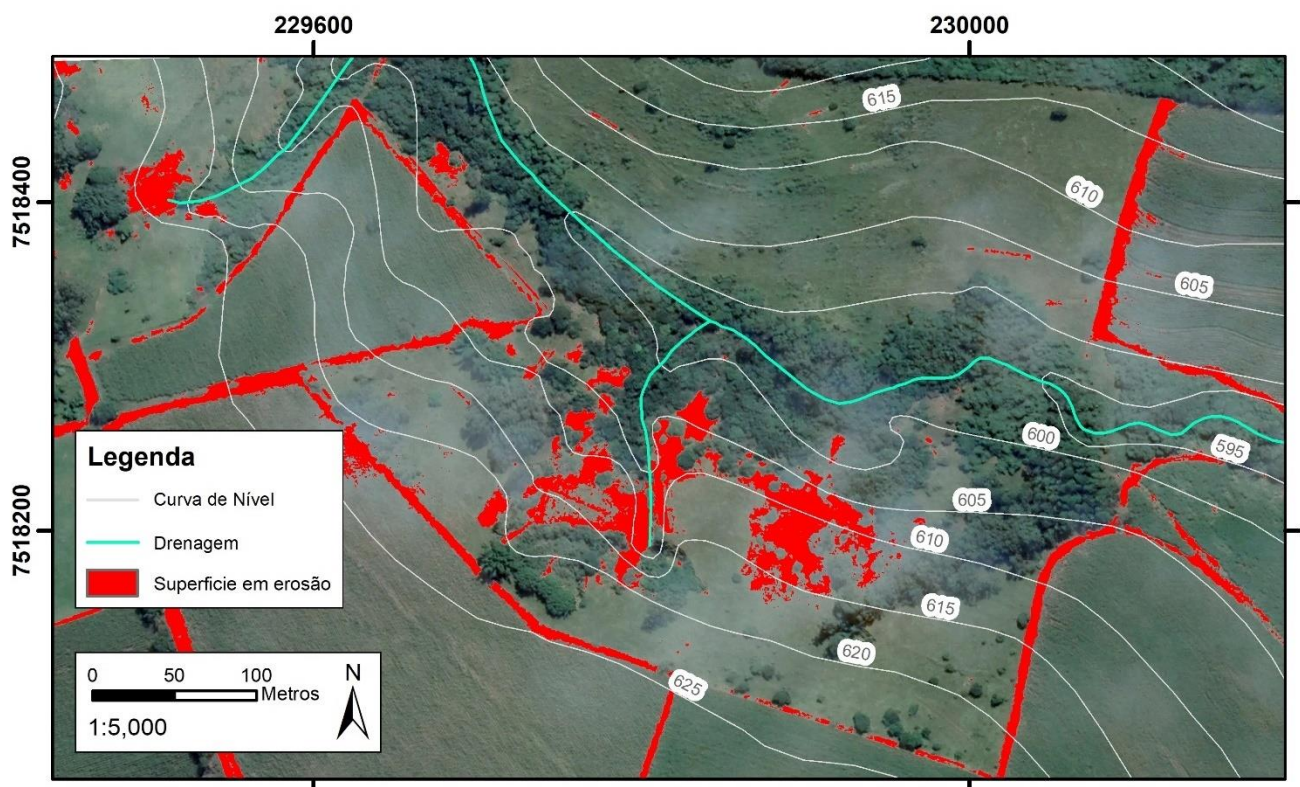 229600
230000
7518400
7518200
615
610
605
600
595
605
610
615
620
625
Legenda
Curva de Nível
Drenagem
Superficie em erosão
0 50 100
Metros
N
1:5,000